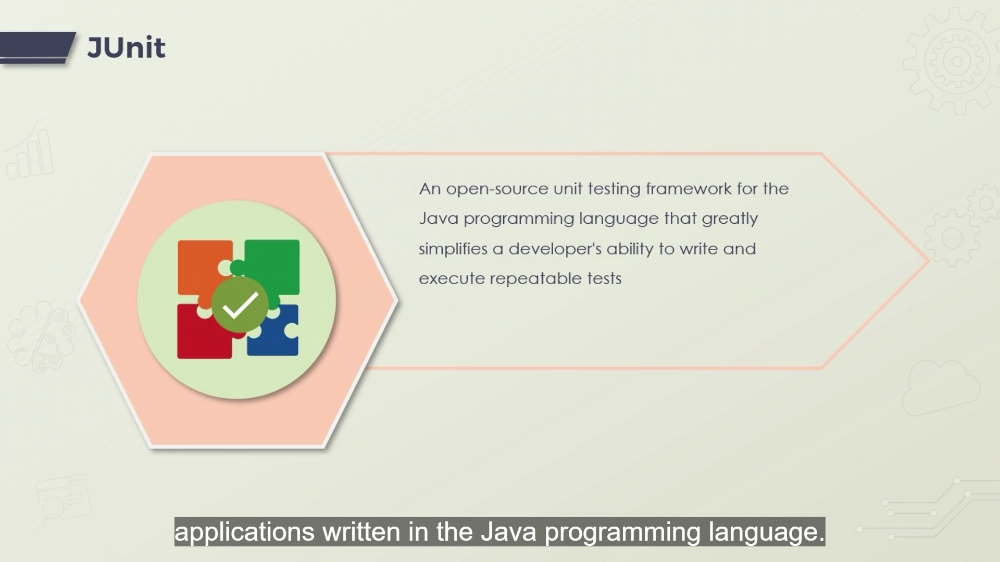 JUnit
An open-source unit testing framework for the
Java programming language that greatly
simplifies a developer's ability to write and
execute repeatable tests
applications written in the Java programming language.